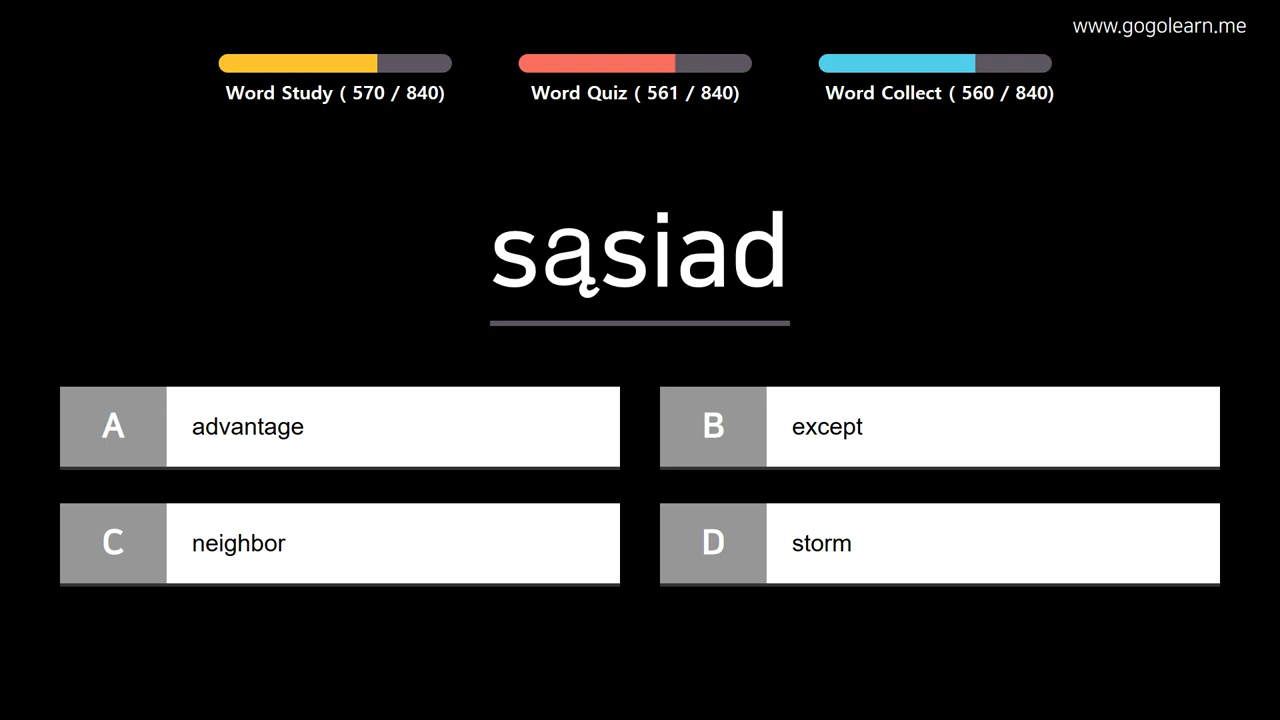 www.gogolearn.me
Word Study ( 570 / 840)
Word Quiz ( 561 / 840)
Word Collect ( 560 / 840)
sąsiad
A advantage
B except
C neighbor
D storm